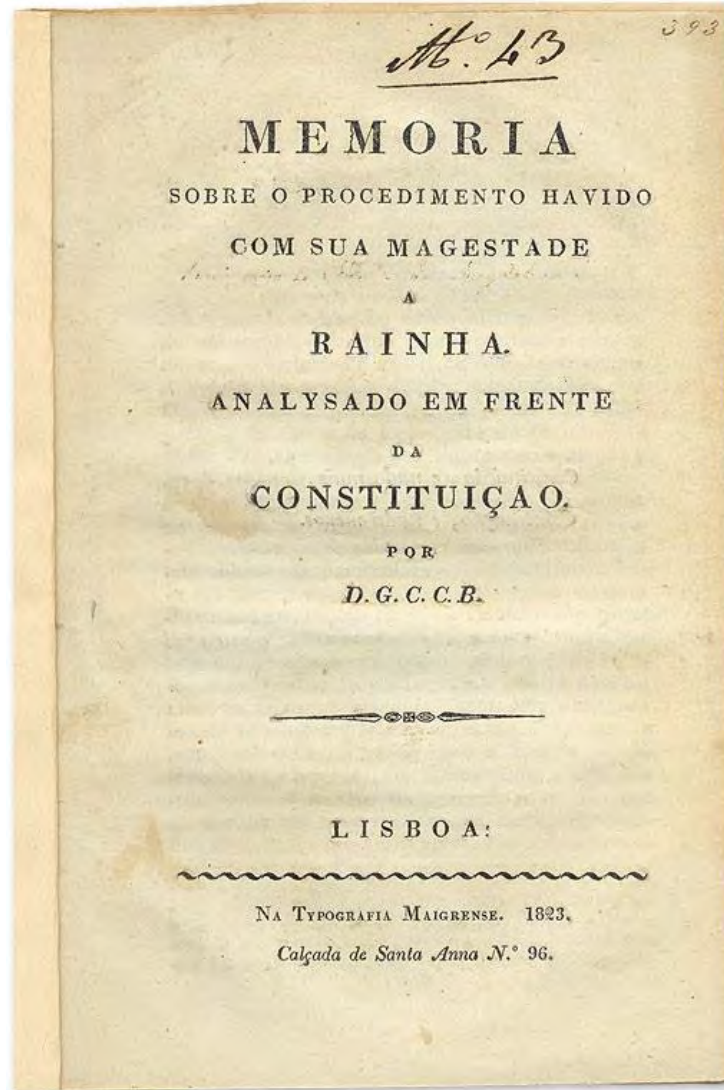 393
Nº. 43
MEMORIA
SOBRE O PROCEDIMENTO HAVIDO
COM SUA MAGESTADE
A
RAINHA.
ANALYSADO EM FRENTE
DA
CONSTITUIÇAO.
POR
D. G. C. C. B.
LISBOA:
NA TYPOGRAFIA MAIGRENSE. 1823.
Calçada de Santa Anna N.° 96.